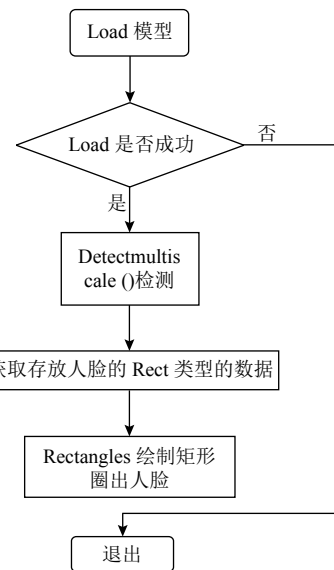 Load 模型
Load 是否成功
否
是
Detectmultis
cale ()检测
获取存放人脸的 Rect 类型的数据
Rectangles 绘制矩形
圈出人脸
退出